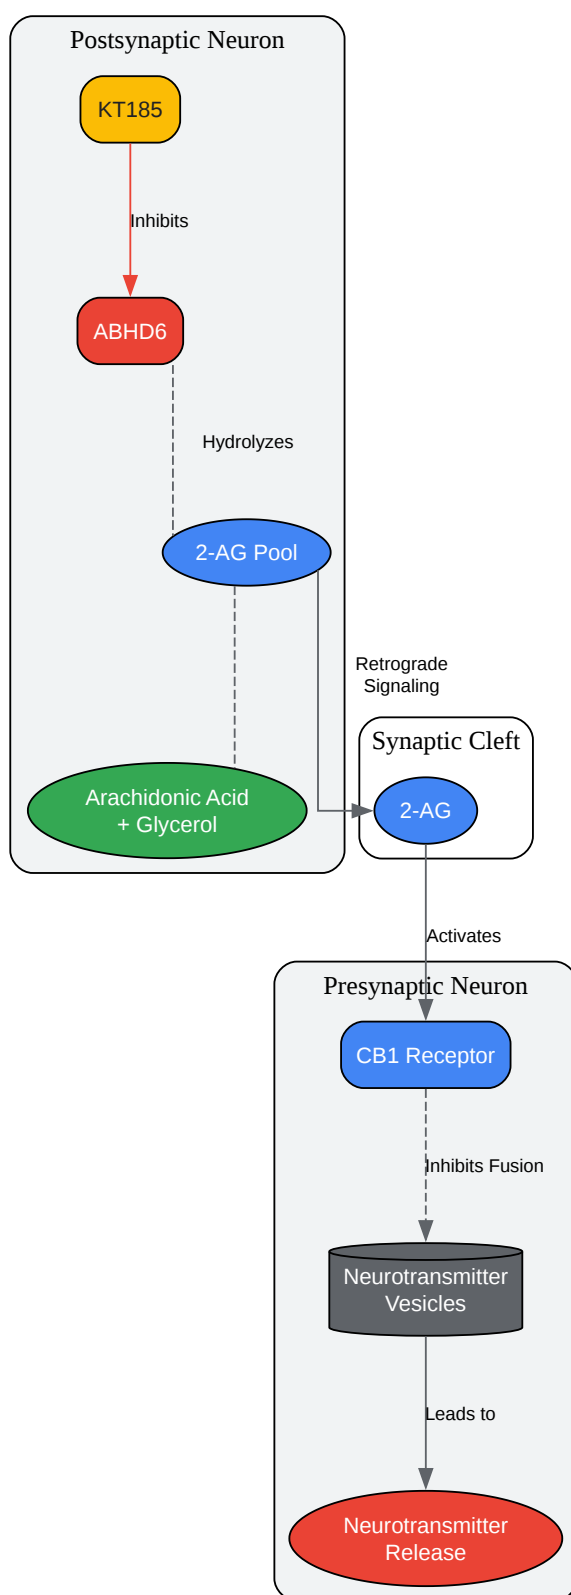 Postsynaptic Neuron
KT185
Inhibits
ABHD6
Hydrolyzes
2-AG Pool
Retrograde
Signaling
Synaptic Cleft
Arachidonic Acid
+ Glycerol
2-AG
Activates
Presynaptic Neuron
CB1 Receptor
Inhibits Fusion
Neurotransmitter
Vesicles
Leads to
Neurotransmitter
Release